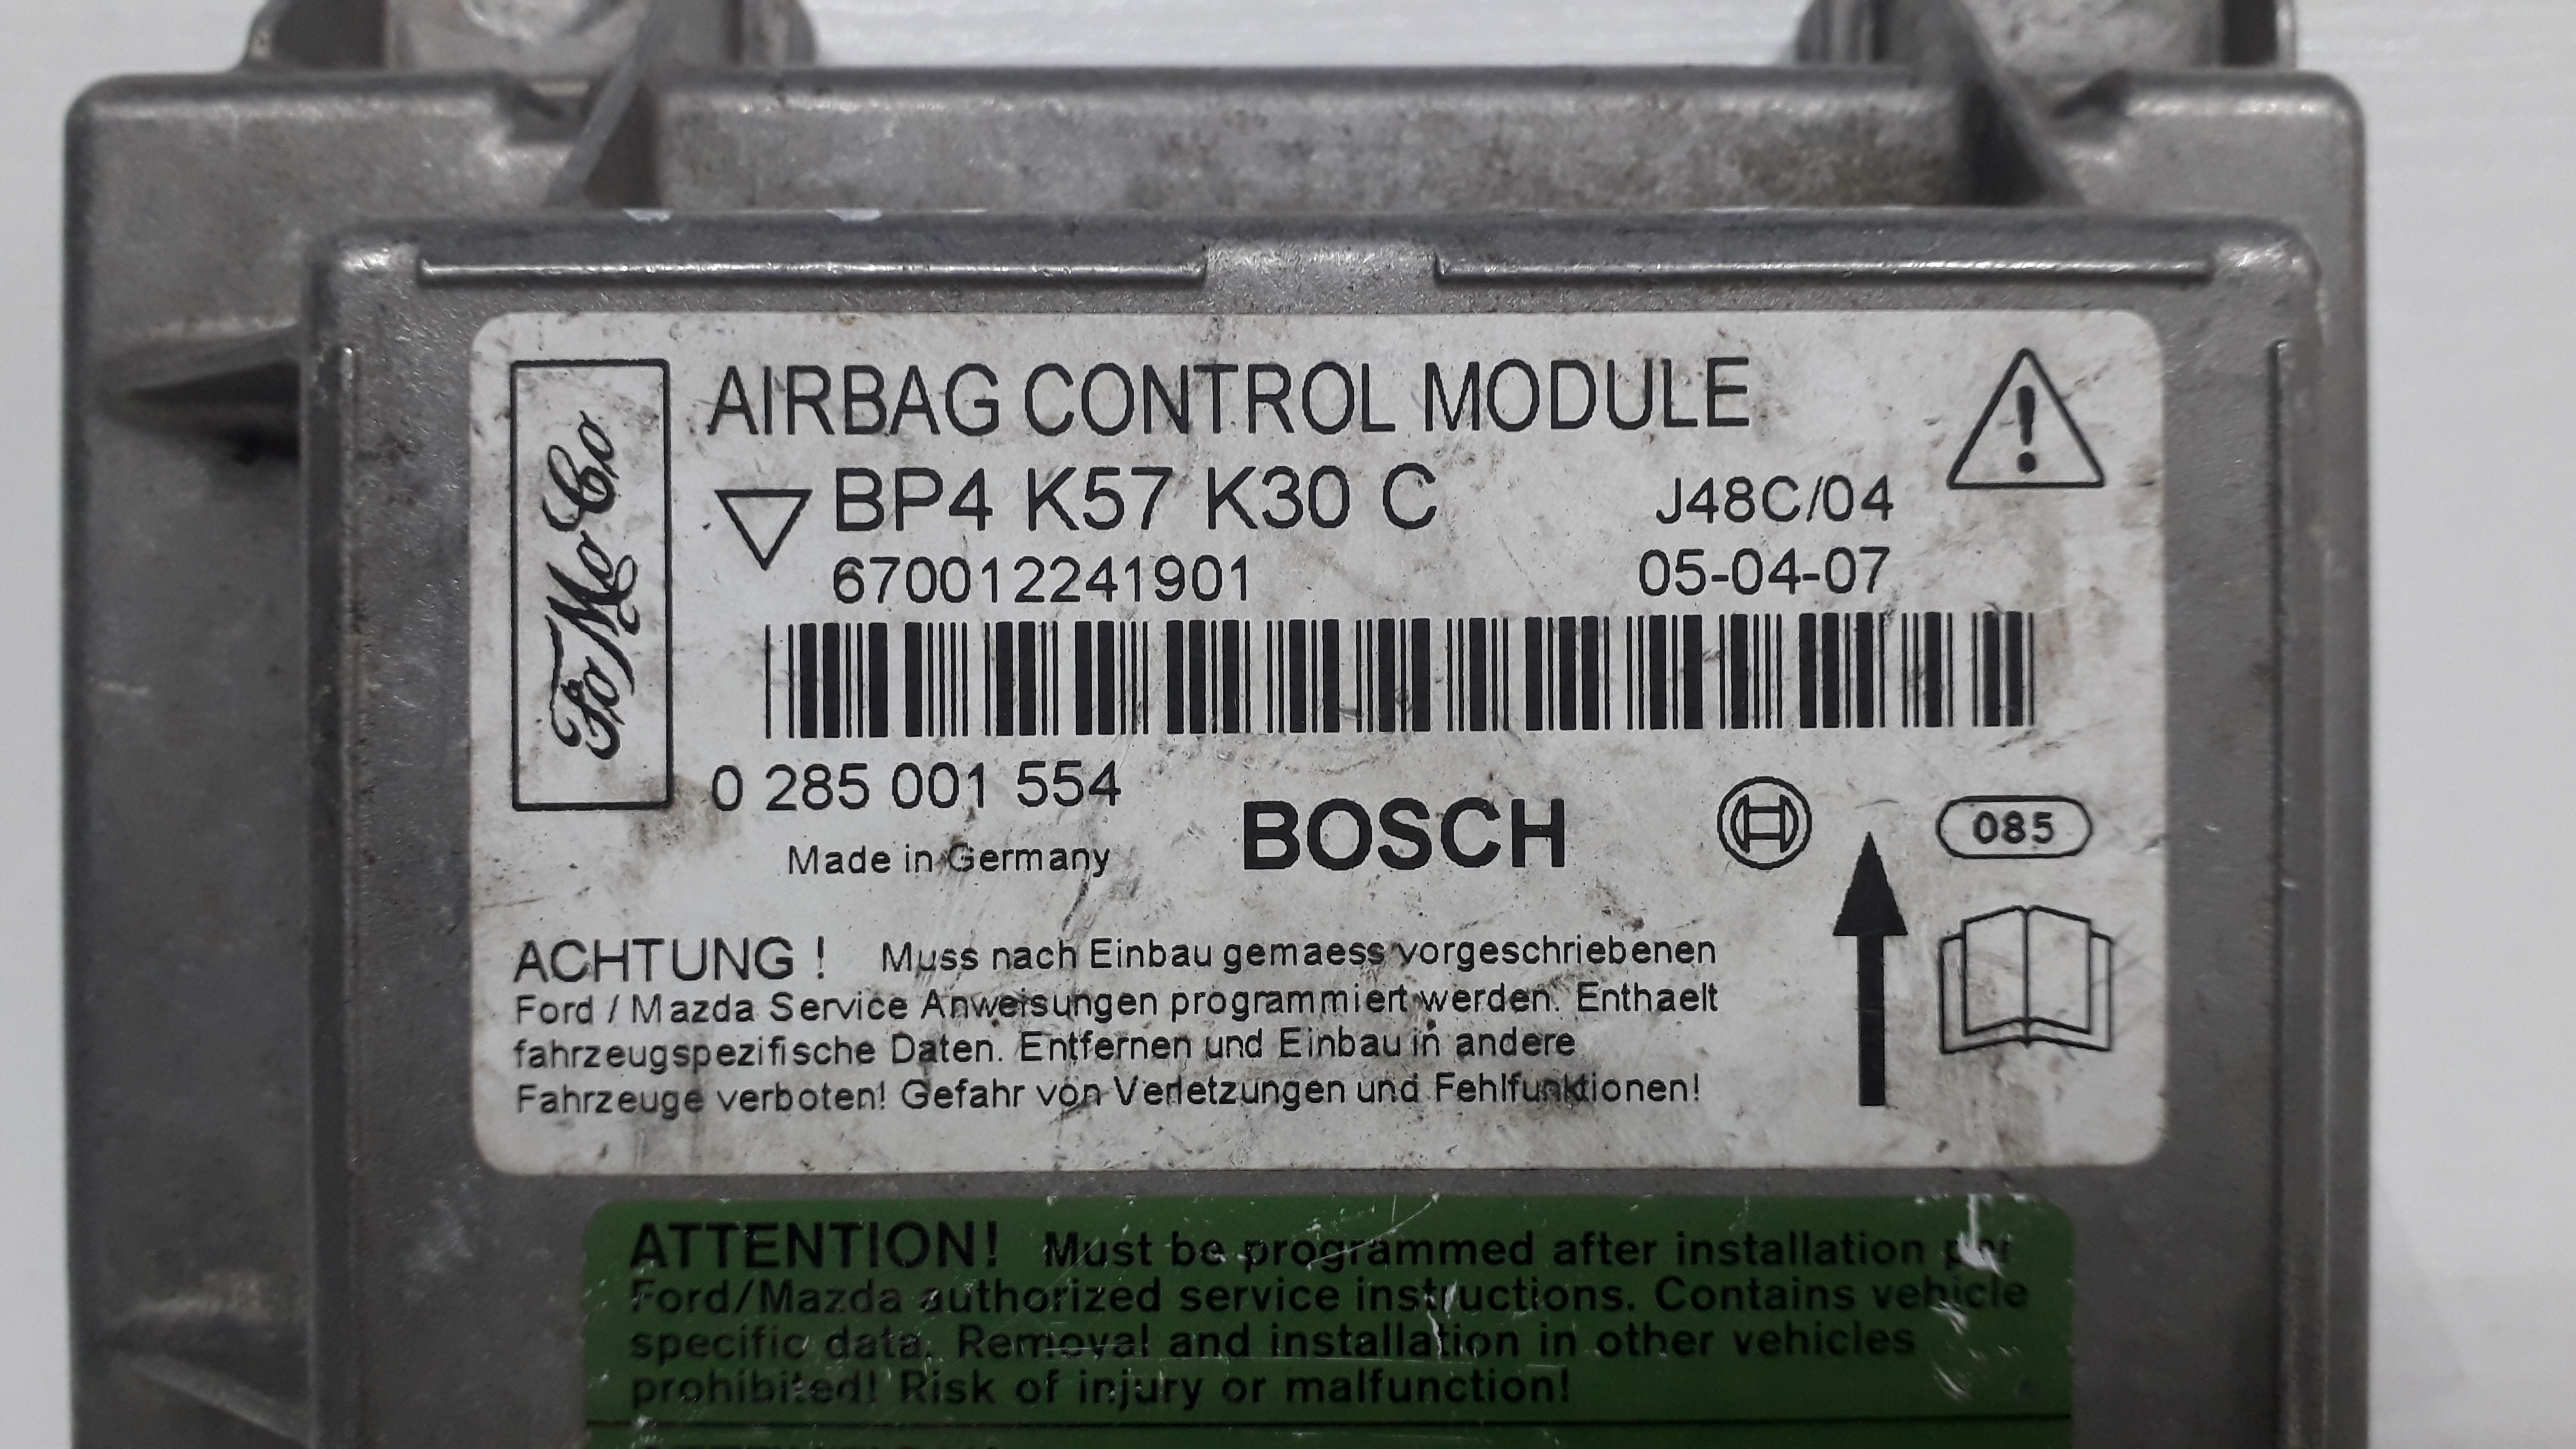 FoMoCo
AIRBAG CONTROL MODULE
BP4 K57 K30 C
J48C/04
670012241901
05-04-07
0 285 001 554
Made in Germany
BOSCH
085
ACHTUNG ! Muss nach Einbau gemaess vorgeschriebenen
Ford / Mazda Service Anweisungen programmiert werden. Enthaelt
fahrzeugspezifische Daten. Entfernen und Einbau in andere
Fahrzeuge verboten! Gefahr von Verletzungen und Fehlfunktionen!
ATTENTION! Must be programmed after installation per
Ford/Mazda authorized service instructions. Contains vehicle
specific data. Removal and installation in other vehicles
prohibited! Risk of injury or malfunction!